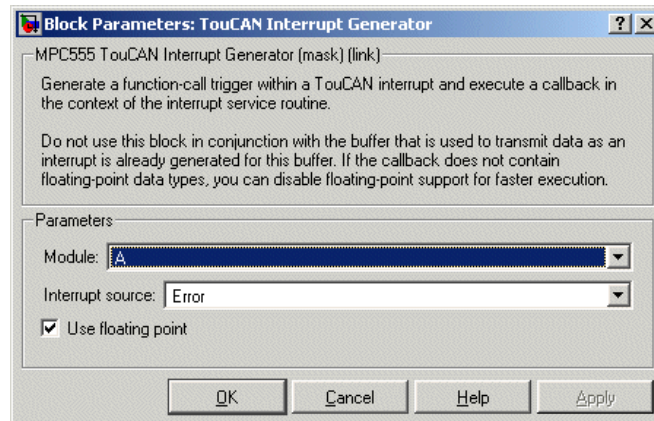 Block Parameters: TouCAN Interrupt Generator
MPC555 TouCAN Interrupt Generator (mask) (link)
Generate a function-call trigger within a TouCAN interrupt and execute a callback in
the context of the interrupt service routine.
Do not use this block in conjunction with the buffer that is used to transmit data as an
interrupt is already generated for this buffer. If the callback does not contain
floating-point data types, you can disable floating-point support for faster execution.
Parameters
Module: A
Interrupt source: Error
Use floating point
OK Cancel Help Apply